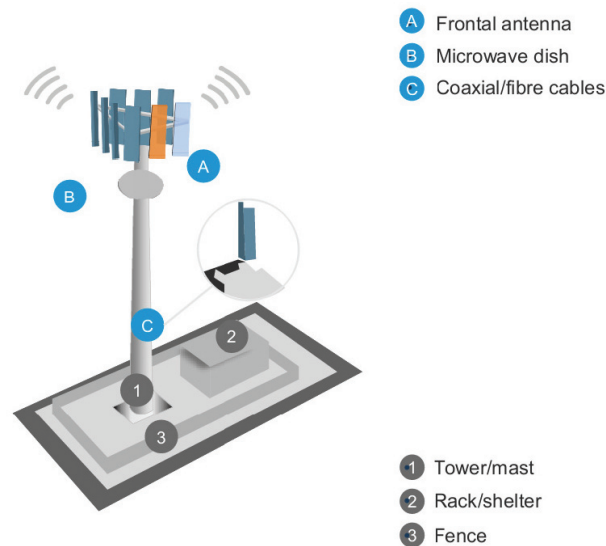 A Frontal antenna
B Microwave dish
C Coaxial/fibre cables
A
B
C
2
1
3
1 Tower/mast
2 Rack/shelter
3 Fence